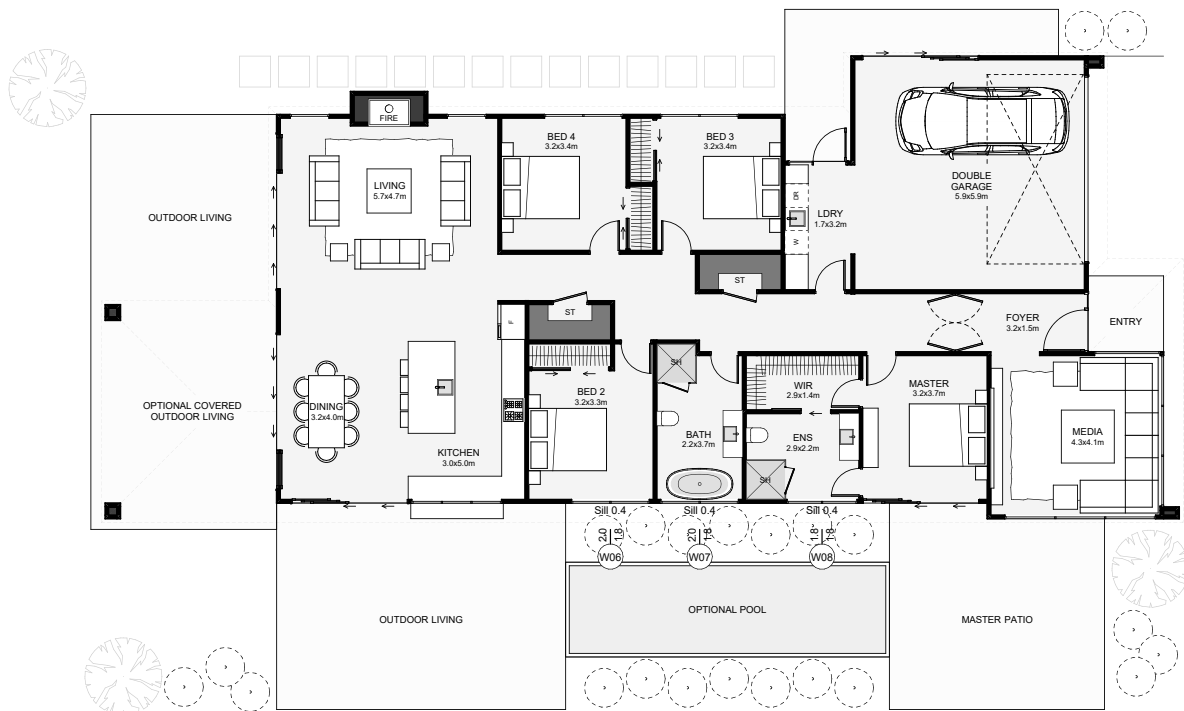 FIRE
BED 4
3.2x3.4m
BED 3
3.2x3.4m
LIVING
5.7x4.7m
DOUBLE
GARAGE
5.9x5.9m
DR
LDRY
1.7x3.2m
W
OUTDOOR LIVING
ST
ST
F
FOYER
3.2x1.5m
ENTRY
SH
BED 2
3.2x3.3m
WIR
2.9x1.4m
MASTER
3.2x3.7m
DINING
3.2x4.0m
OPTIONAL COVERED
OUTDOOR LIVING
KITCHEN
3.0x5.0m
BATH
2.2x3.7m
ENS
2.9x2.2m
MEDIA
4.3x4.1m
SH
Sill 0.4
Sill 0.4
Sill 0.4
2.0
1.8
2.0
1.8
1.8
1.8
W06
W07
W08
OPTIONAL POOL
OUTDOOR LIVING
MASTER PATIO